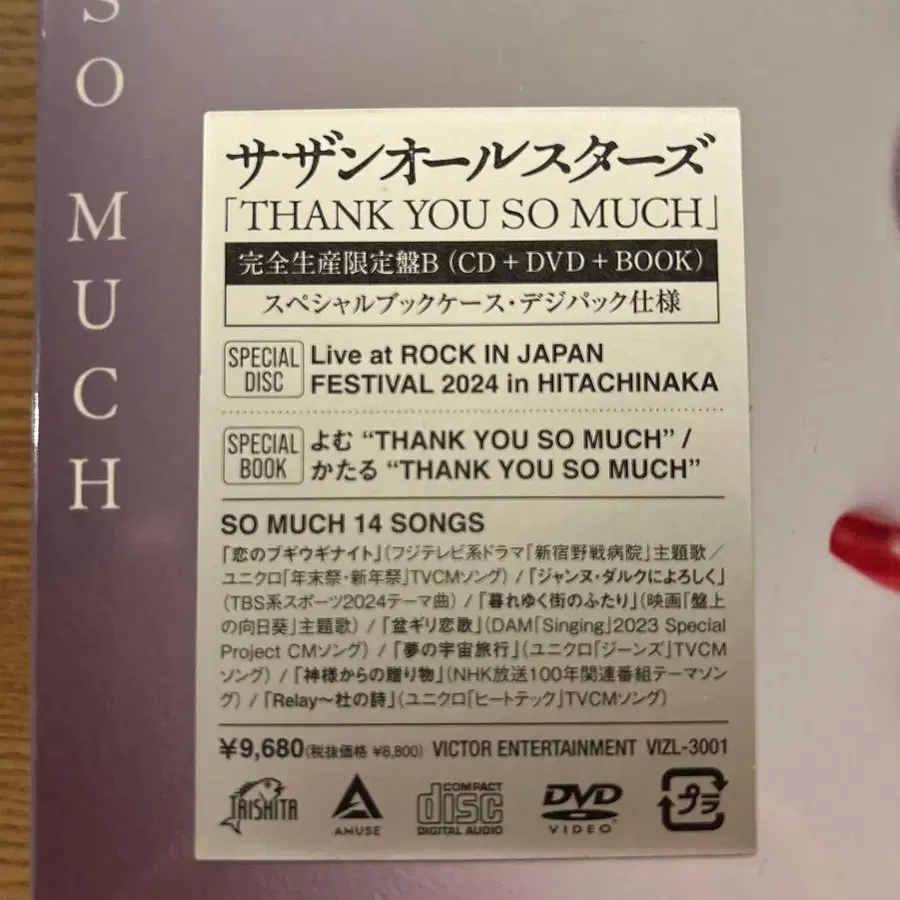 SO
MUCH
サザンオールスターズ
「THANK YOU SO MUCH」
完全生産限定盤B (CD + DVD + BOOK)
スペシャルブックケース・デジパック仕様
SPECIAL
DISC
Live at ROCK IN JAPAN
FESTIVAL 2024 in HITACHINAKA
SPECIAL
BOOK
よむ “THANK YOU SO MUCH” /
かたる “THANK YOU SO MUCH”
SO MUCH 14 SONGS
「恋のブギウギナイト」(フジテレビ系ドラマ「新宿野戦病院」主題歌／
ユニクロ「年末祭・新年祭」TVCMソング) / 「ジャンヌ・ダルクによろしく」
(TBS系スポーツ2024テーマ曲) / 「暮れゆく街のふたり」(映画「盤上
の向日葵」主題歌) / 「盆ギリ恋歌」(DAM「Singing」2023 Special
Project CMソング) / 「夢の宇宙旅行」(ユニクロ「ジーンズ」TVCM
ソング) / 「神様からの贈り物」(NHK放送100年関連番組テーマソン
グ) / 「Relay〜杜の詩」(ユニクロ「ヒートテック」TVCMソング)
¥9,680(税抜価格 ¥8,800) VICTOR ENTERTAINMENT VIZL-3001
TAISHITA
AMUSE
COMPACT
disc
DIGITAL AUDIO
DVD
VIDEO
プラ